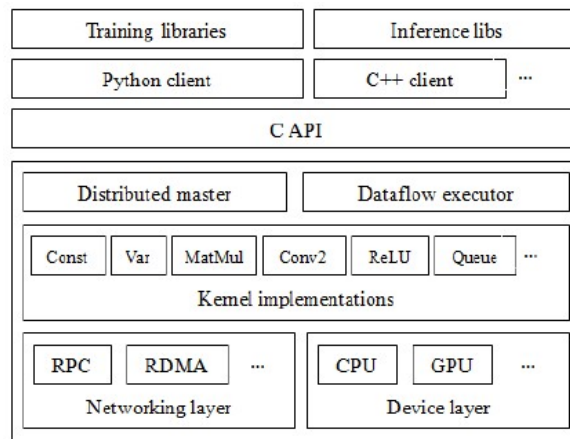 Training libraries
Inference libs
Python client
C++ client
...
C API
Distributed master
Dataflow executor
Const
Var
MatMul
Conv2
ReLU
Queue
...
Kernel implementations
RPC
RDMA
...
CPU
GPU
...
Networking layer
Device layer